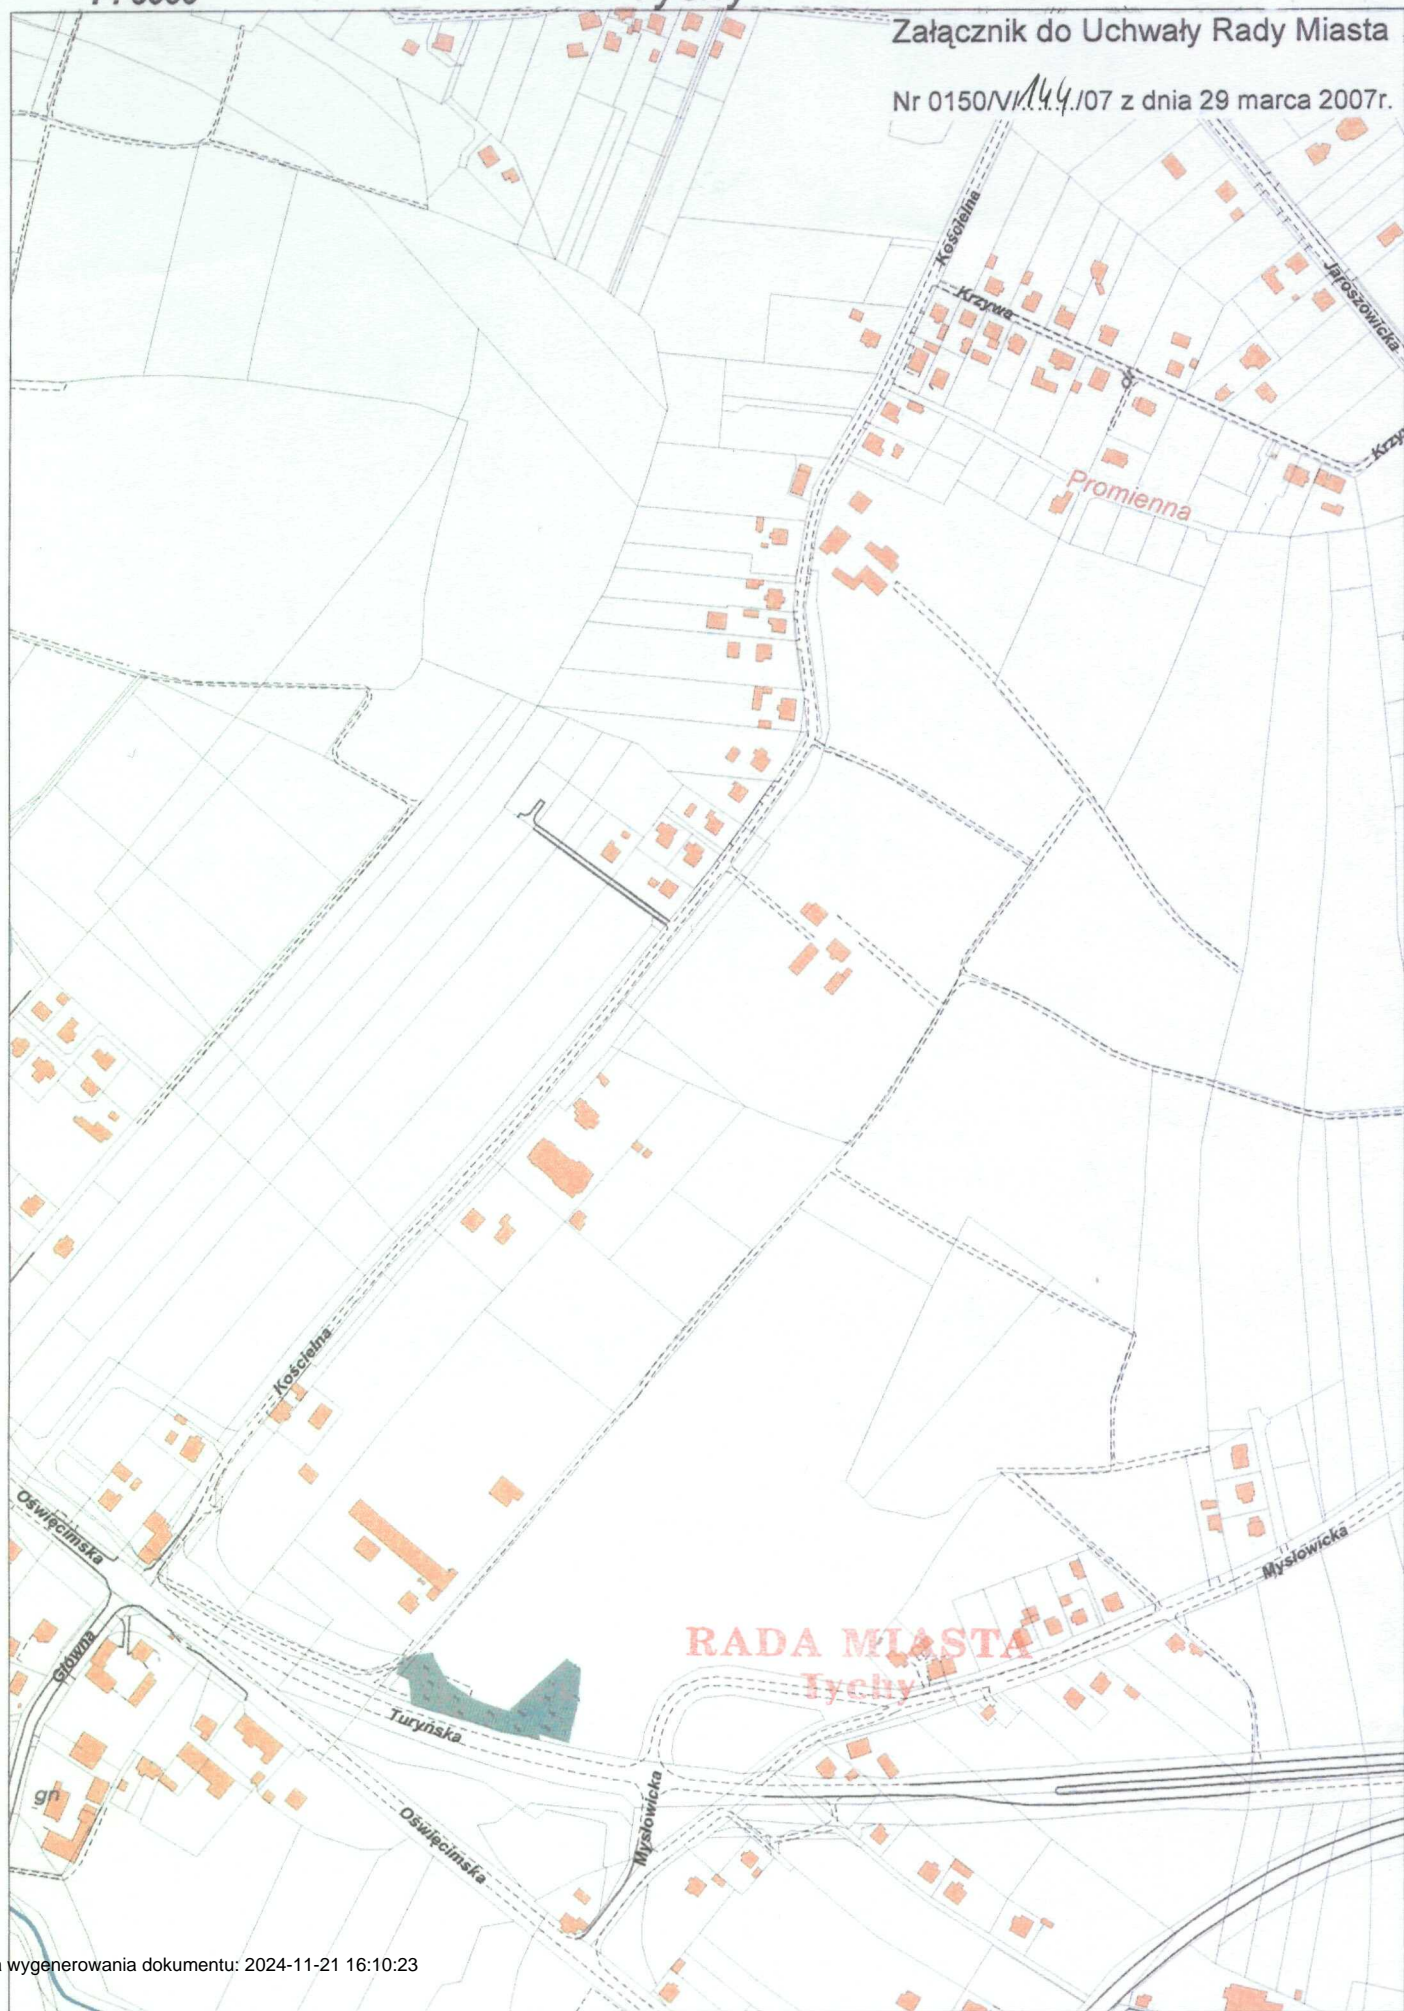 Załącznik do Uchwały Rady Miasta
Nr 0150/V/144/07 z dnia 29 marca 2007r.
Kościelna
Krzywa
Jaroszowicka
Promienna
Kościelna
Oświęcimska
Główna
Mysłowicka
RADA MIASTA
Tychy
Turyńska
gn
Mysłowicka
Oświęcimska
wygenerowania dokumentu: 2024-11-21 16:10:23